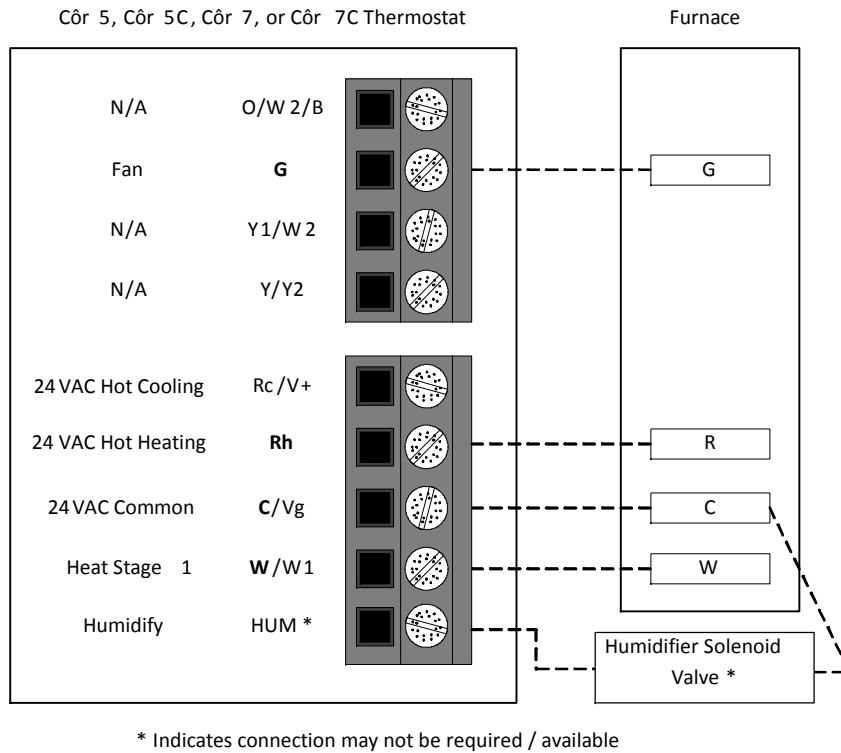 Côr 5, Côr 5C, Côr 7, or Côr 7C Thermostat
Furnace
N/A O/W 2/B
Fan G G
N/A Y1/W 2
N/A Y/Y2
24 VAC Hot Cooling Rc/V+
24 VAC Hot Heating Rh R
24 VAC Common C/Vg C
Heat Stage 1 W/W1 W
Humidify HUM *
Humidifier Solenoid
Valve *
* Indicates connection may not be required / available